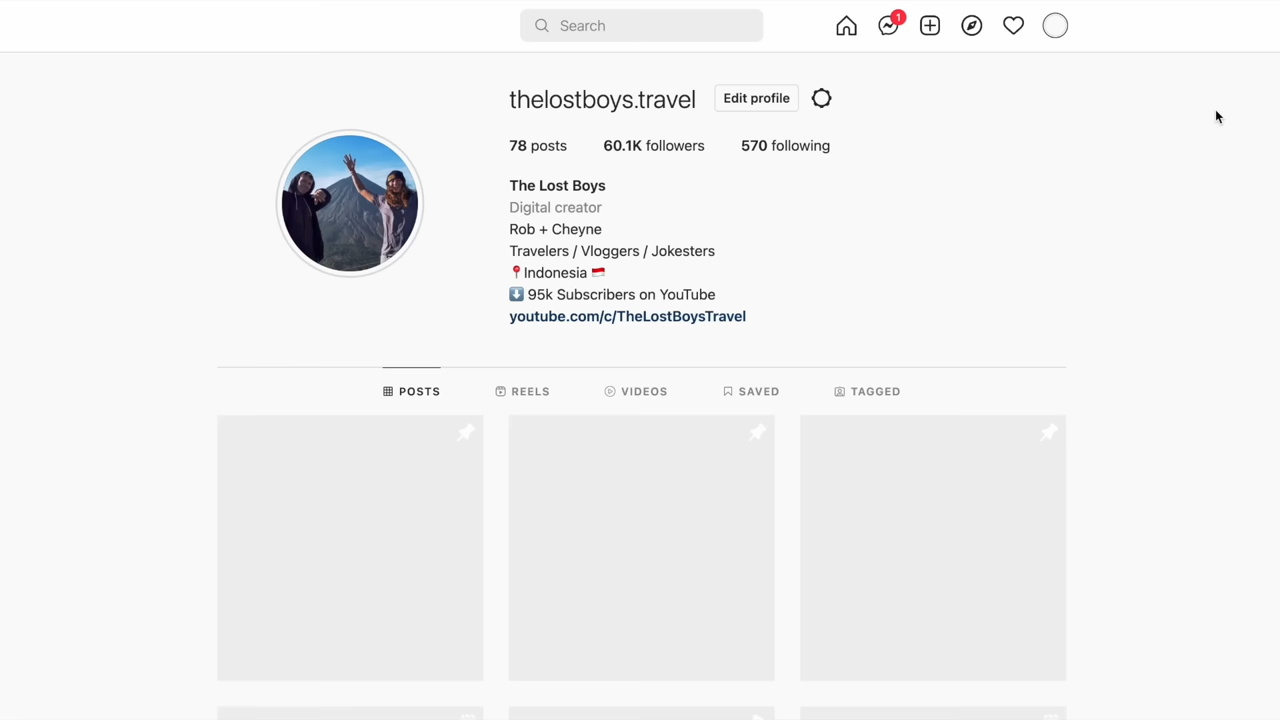 Search
1
thelostboys.travel Edit profile
78 posts 60.1K followers 570 following
The Lost Boys
Digital creator
Rob + Cheyne
Travelers / Vloggers / Jokesters
📍Indonesia 🇮🇩
⬇️ 95k Subscribers on YouTube
youtube.com/c/TheLostBoysTravel
POSTS REELS VIDEOS SAVED TAGGED